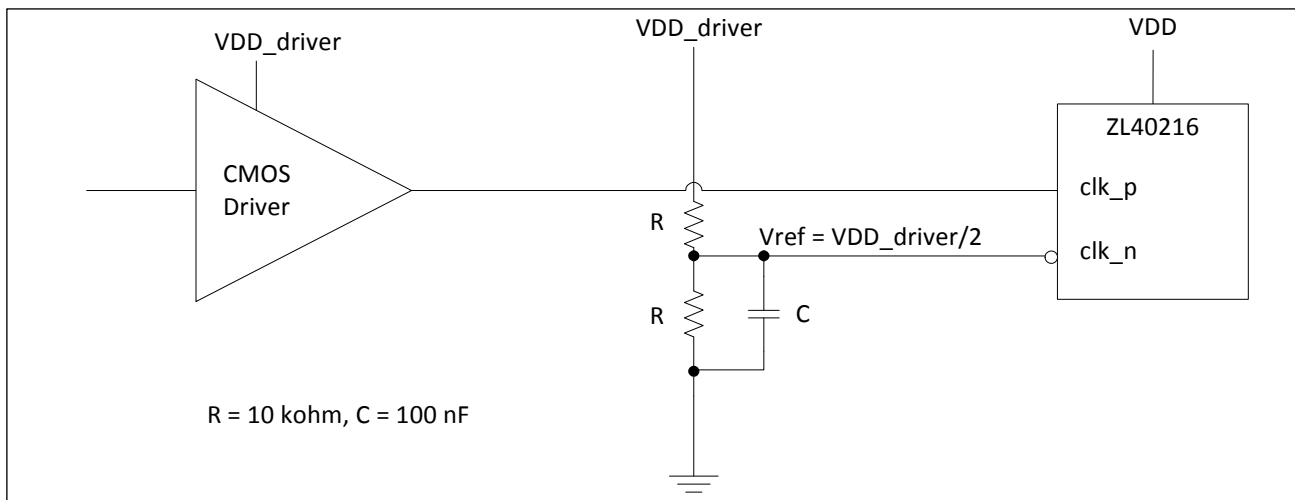 VDD_driver
VDD_driver
VDD
ZL40216
CMOS
Driver
clk_p
R
Vref = VDD_driver/2
clk_n
R
C
R = 10 kohm, C = 100 nF